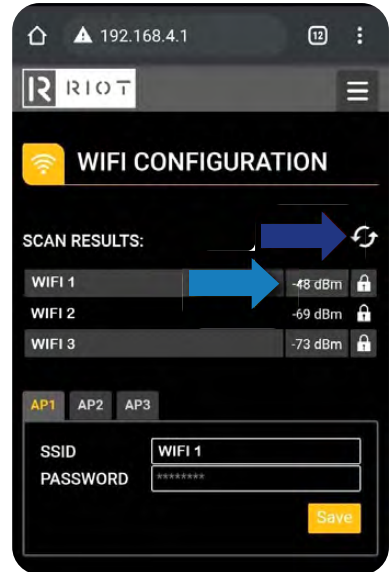 192.168.4.1 12
RIOT
WIFI CONFIGURATION
SCAN RESULTS:
WIFI 1 -48 dBm
WIFI 2 -69 dBm
WIFI 3 -73 dBm
AP1 AP2 AP3
SSID WIFI 1
PASSWORD ********
Save